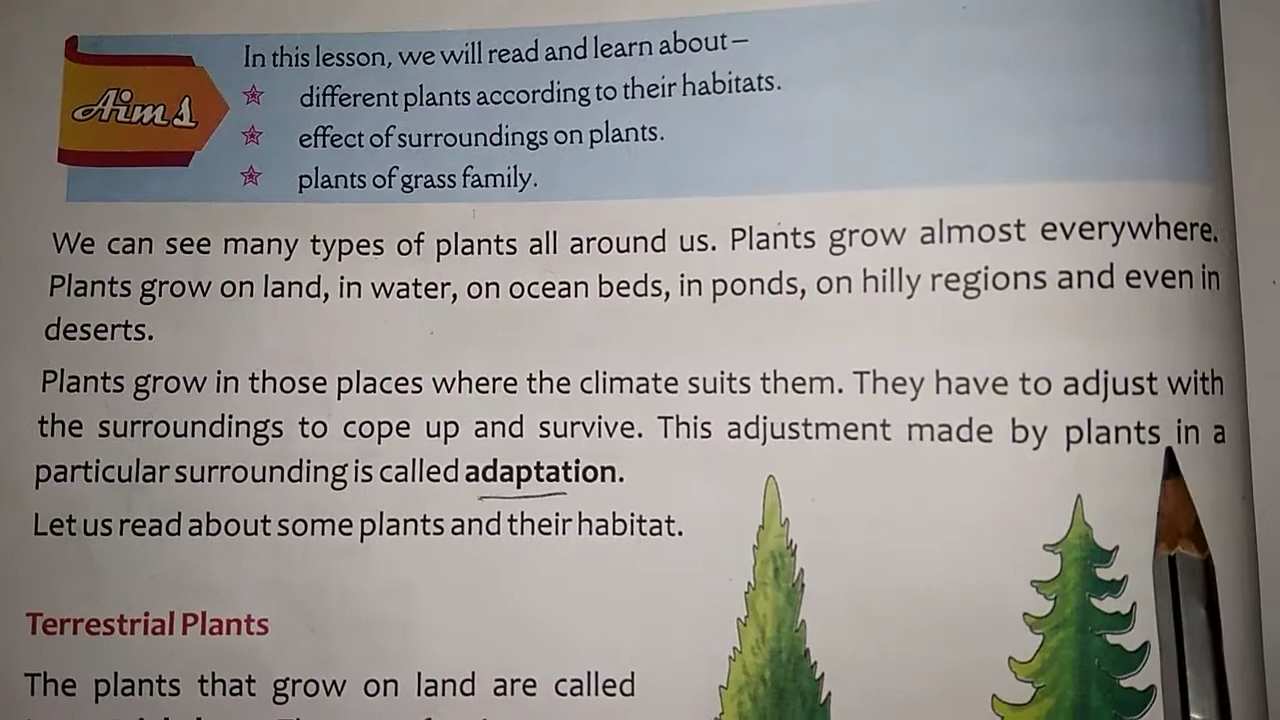 Aims
In this lesson, we will read and learn about –
different plants according to their habitats.
effect of surroundings on plants.
plants of grass family.
We can see many types of plants all around us. Plants grow almost everywhere.
Plants grow on land, in water, on ocean beds, in ponds, on hilly regions and even in
deserts.
Plants grow in those places where the climate suits them. They have to adjust with
the surroundings to cope up and survive. This adjustment made by plants in a
particular surrounding is called adaptation.
Let us read about some plants and their habitat.
Terrestrial Plants
The plants that grow on land are called